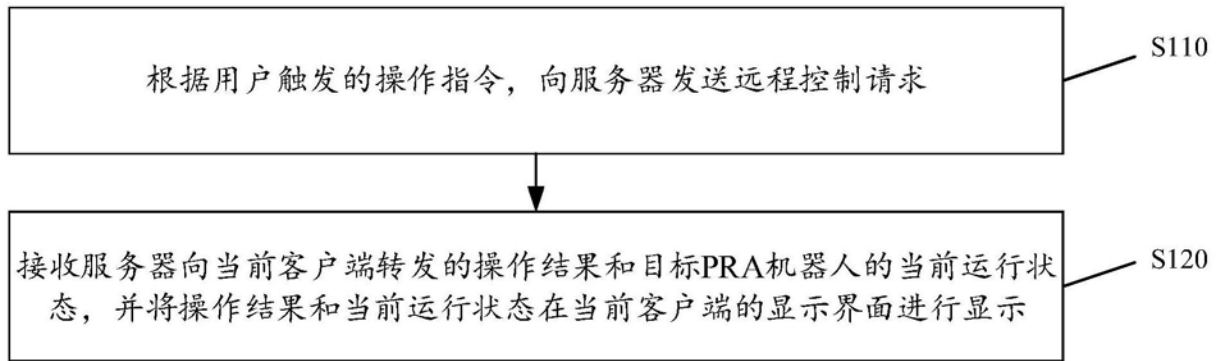 根据用户触发的操作指令，向服务器发送远程控制请求
S110
接收服务器向当前客户端转发的操作结果和目标PRA机器人的当前运行状
态，并将操作结果和当前运行状态在当前客户端的显示界面进行显示
S120